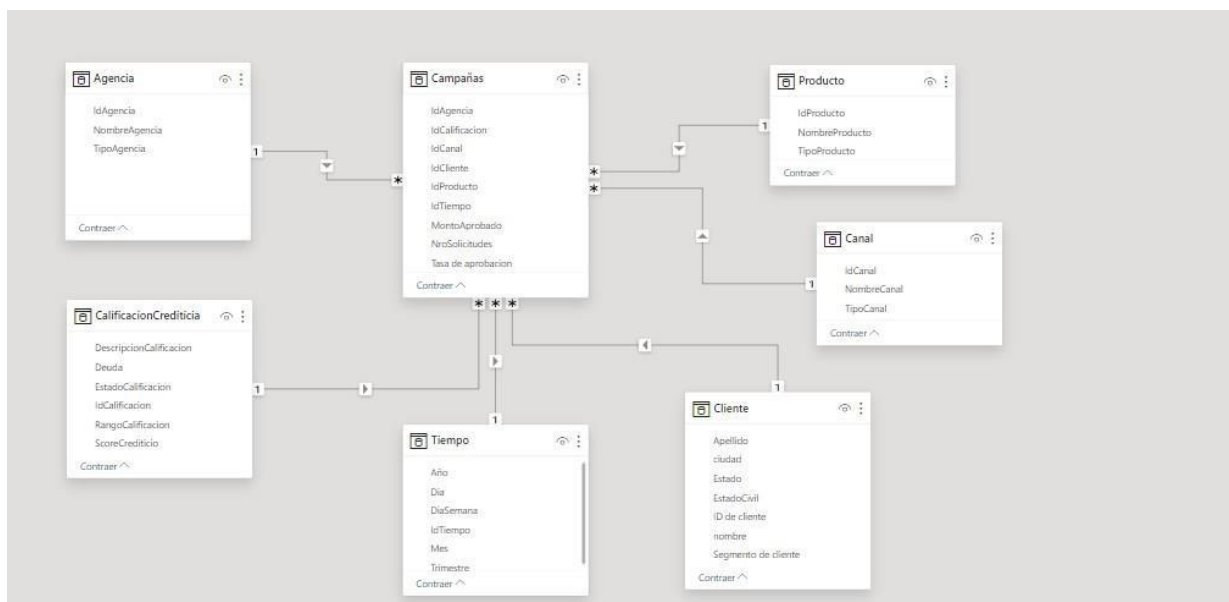 Agencia
IdAgencia
NombreAgencia
TipoAgencia
Contraer
1
*
Campañas
IdAgencia
IdCalificacion
IdCanal
IdCliente
IdProducto
IdTiempo
MontoAprobado
NroSolicitudes
Tasa de aprobacion
Contraer
* * *
*
*
1
Producto
IdProducto
NombreProducto
TipoProducto
Contraer
1
Canal
IdCanal
NombreCanal
TipoCanal
Contraer
CalificacionCrediticia
DescripcionCalificacion
Deuda
EstadoCalificacion
IdCalificacion
RangoCalificacion
ScoreCrediticio
Contraer
1
1
Tiempo
Año
Dia
DiaSemana
IdTiempo
Mes
Trimestre
Contraer
1
Cliente
Apellido
ciudad
Estado
EstadoCivil
ID de cliente
nombre
Segmento de cliente
Contraer